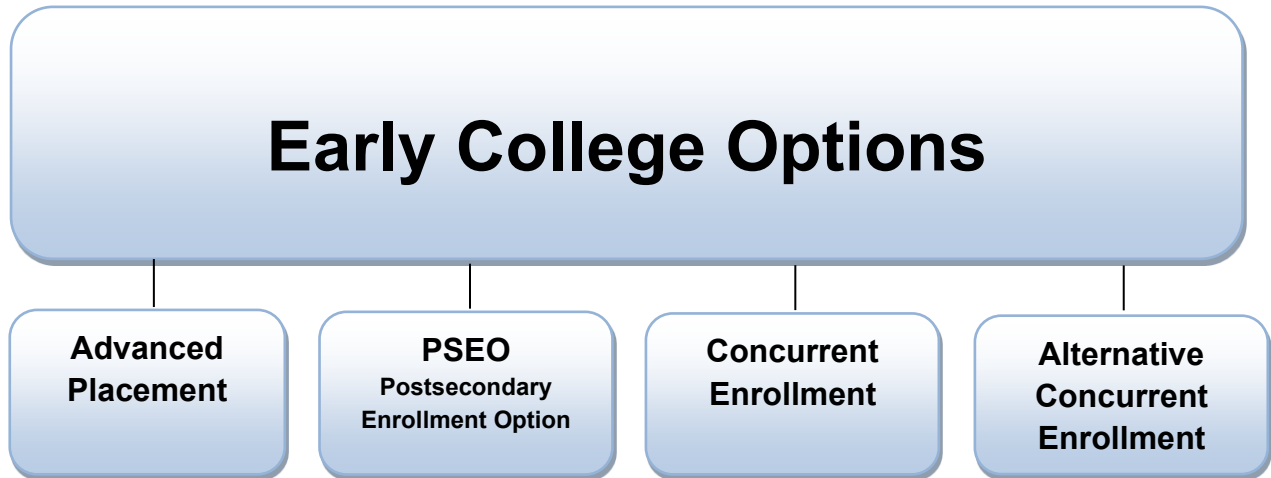 Early College Options
Advanced
Placement
PSEO
Postsecondary
Enrollment Option
Concurrent
Enrollment
Alternative
Concurrent
Enrollment